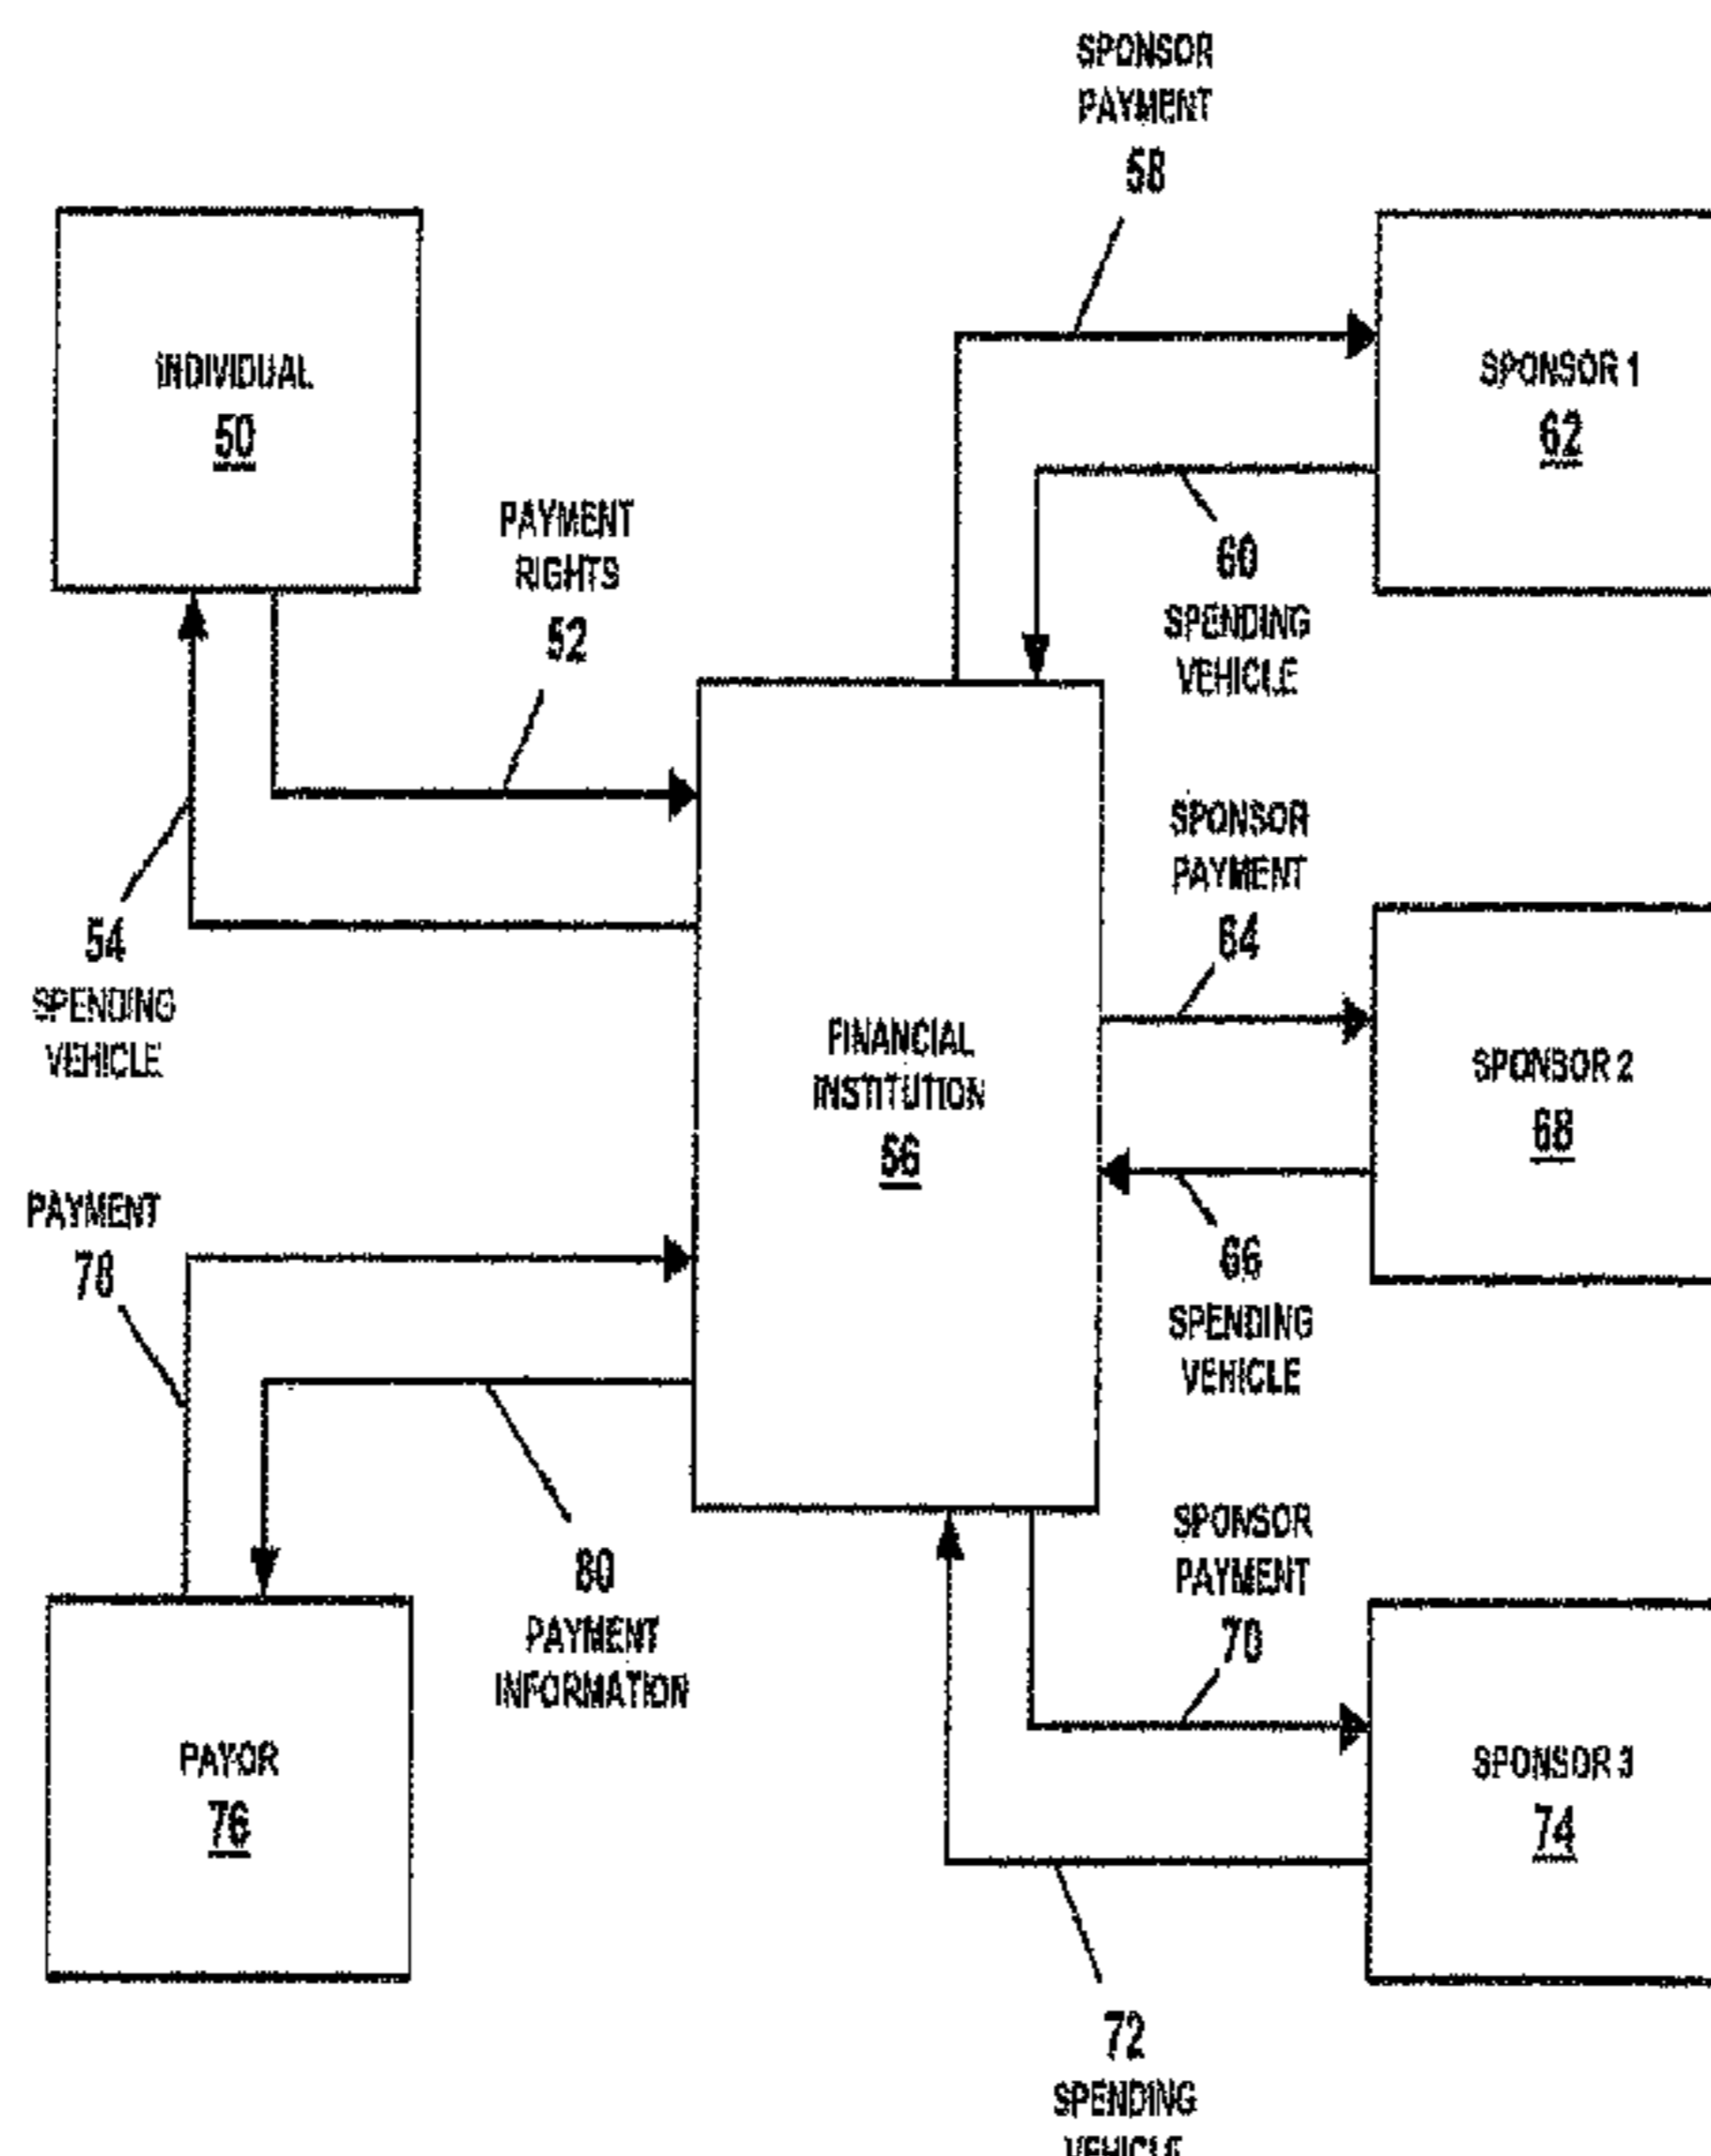 SPONSOR
PAYMENT
58
INDIVIDUAL
50
SPONSOR 1
62
PAYMENT
RIGHTS
52
60
SPENDING
VEHICLE
54
SPENDING
VEHICLE
SPONSOR
PAYMENT
64
FINANCIAL
INSTITUTION
56
SPONSOR 2
68
PAYMENT
78
66
SPENDING
VEHICLE
80
PAYMENT
INFORMATION
SPONSOR
PAYMENT
70
PAYOR
76
SPONSOR 3
74
72
SPENDING
VEHICLE